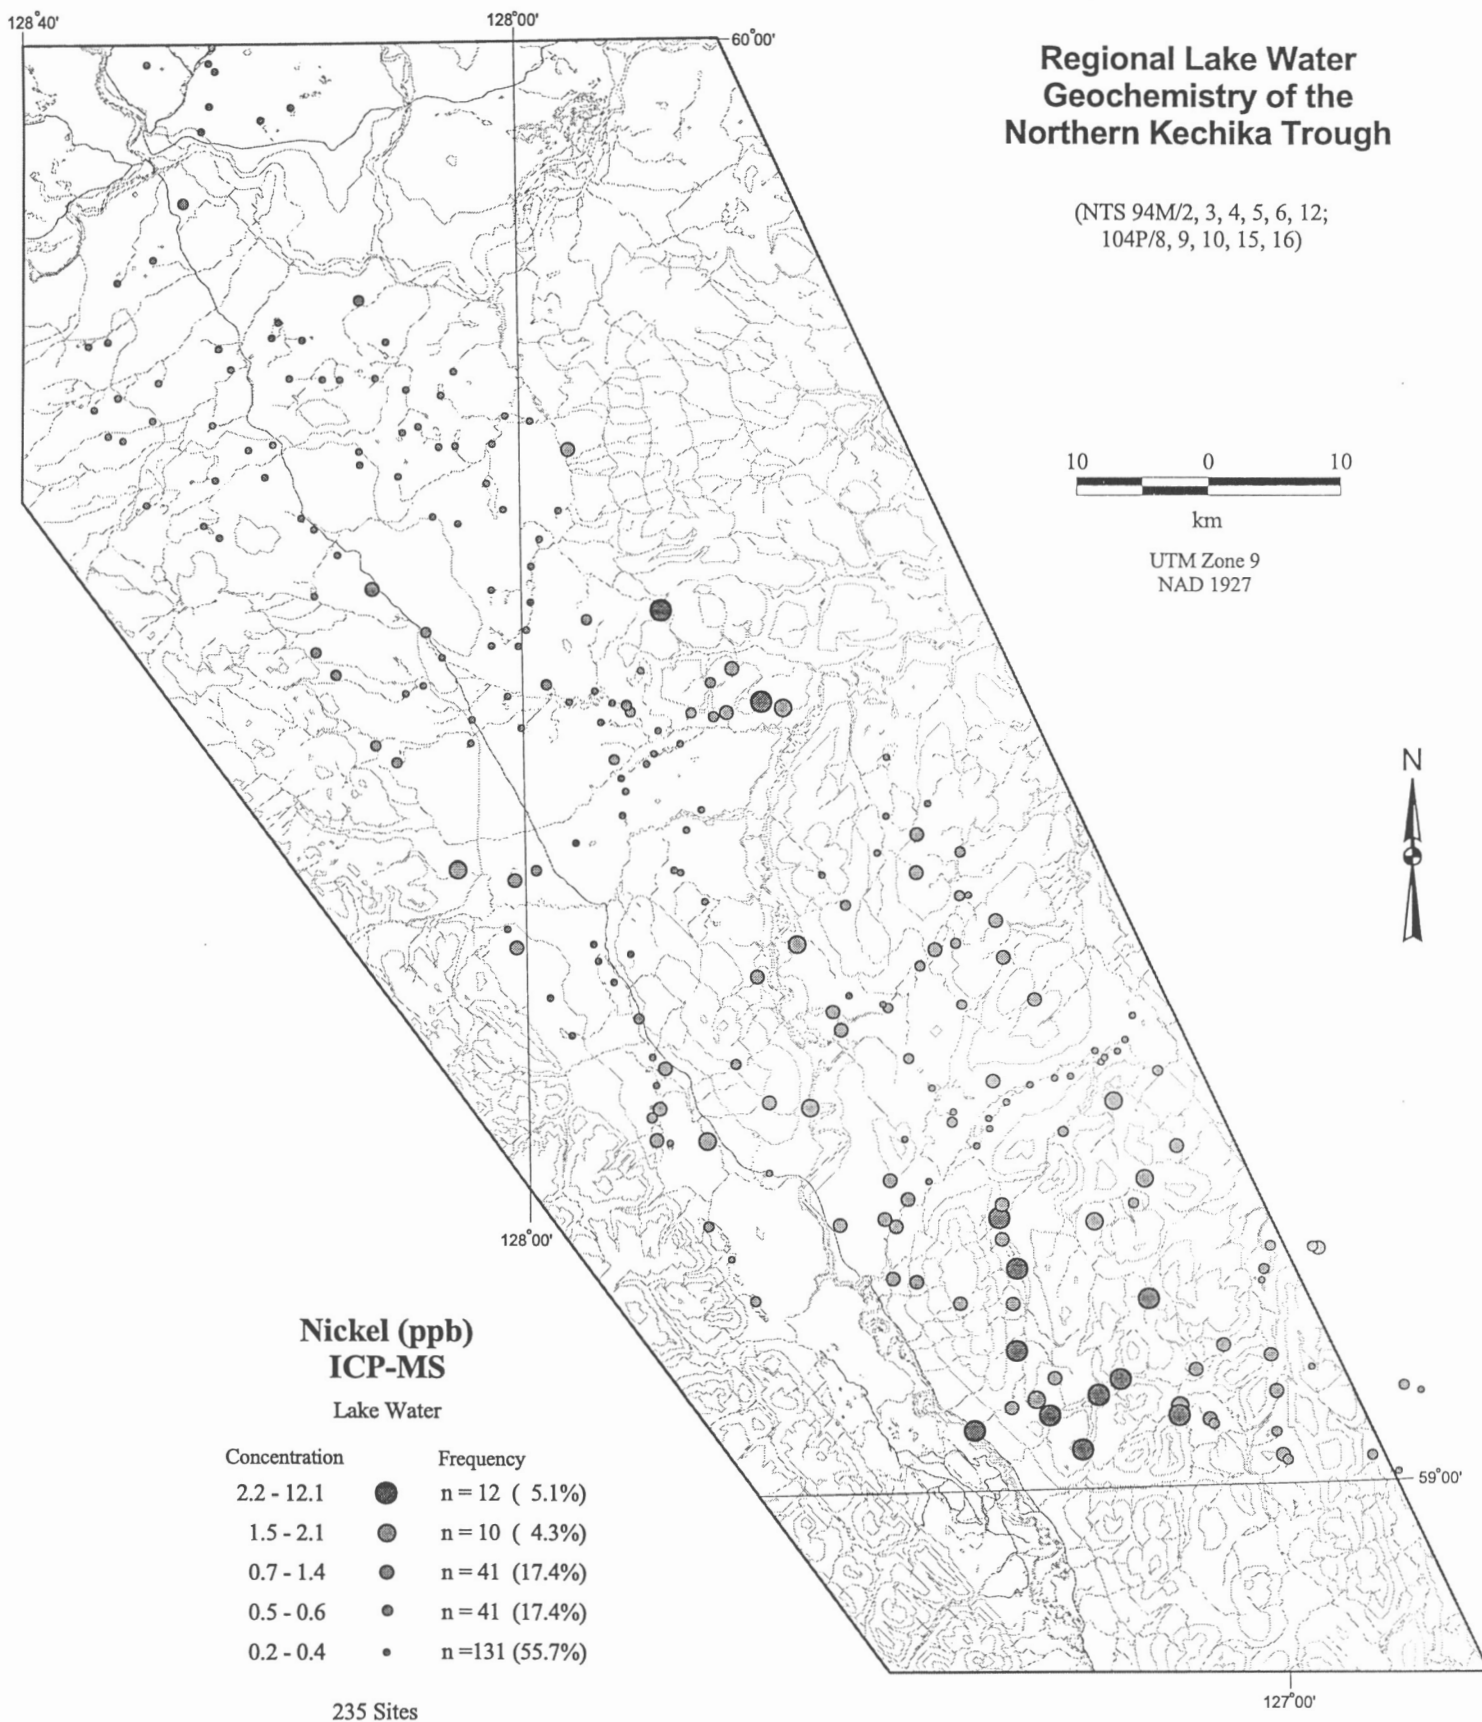 128°40'
128°00'
60°00'
Regional Lake Water
Geochemistry of the
Northern Kechika Trough
(NTS 94M/2, 3, 4, 5, 6, 12;
104P/8, 9, 10, 15, 16)
10 0 10
km
UTM Zone 9
NAD 1927
N
128°00'
Nickel (ppb)
ICP-MS
Lake Water
Concentration Frequency
2.2 - 12.1 n = 12 ( 5.1%)
1.5 - 2.1 n = 10 ( 4.3%)
0.7 - 1.4 n = 41 (17.4%)
0.5 - 0.6 n = 41 (17.4%)
0.2 - 0.4 n =131 (55.7%)
235 Sites
59°00'
127°00'